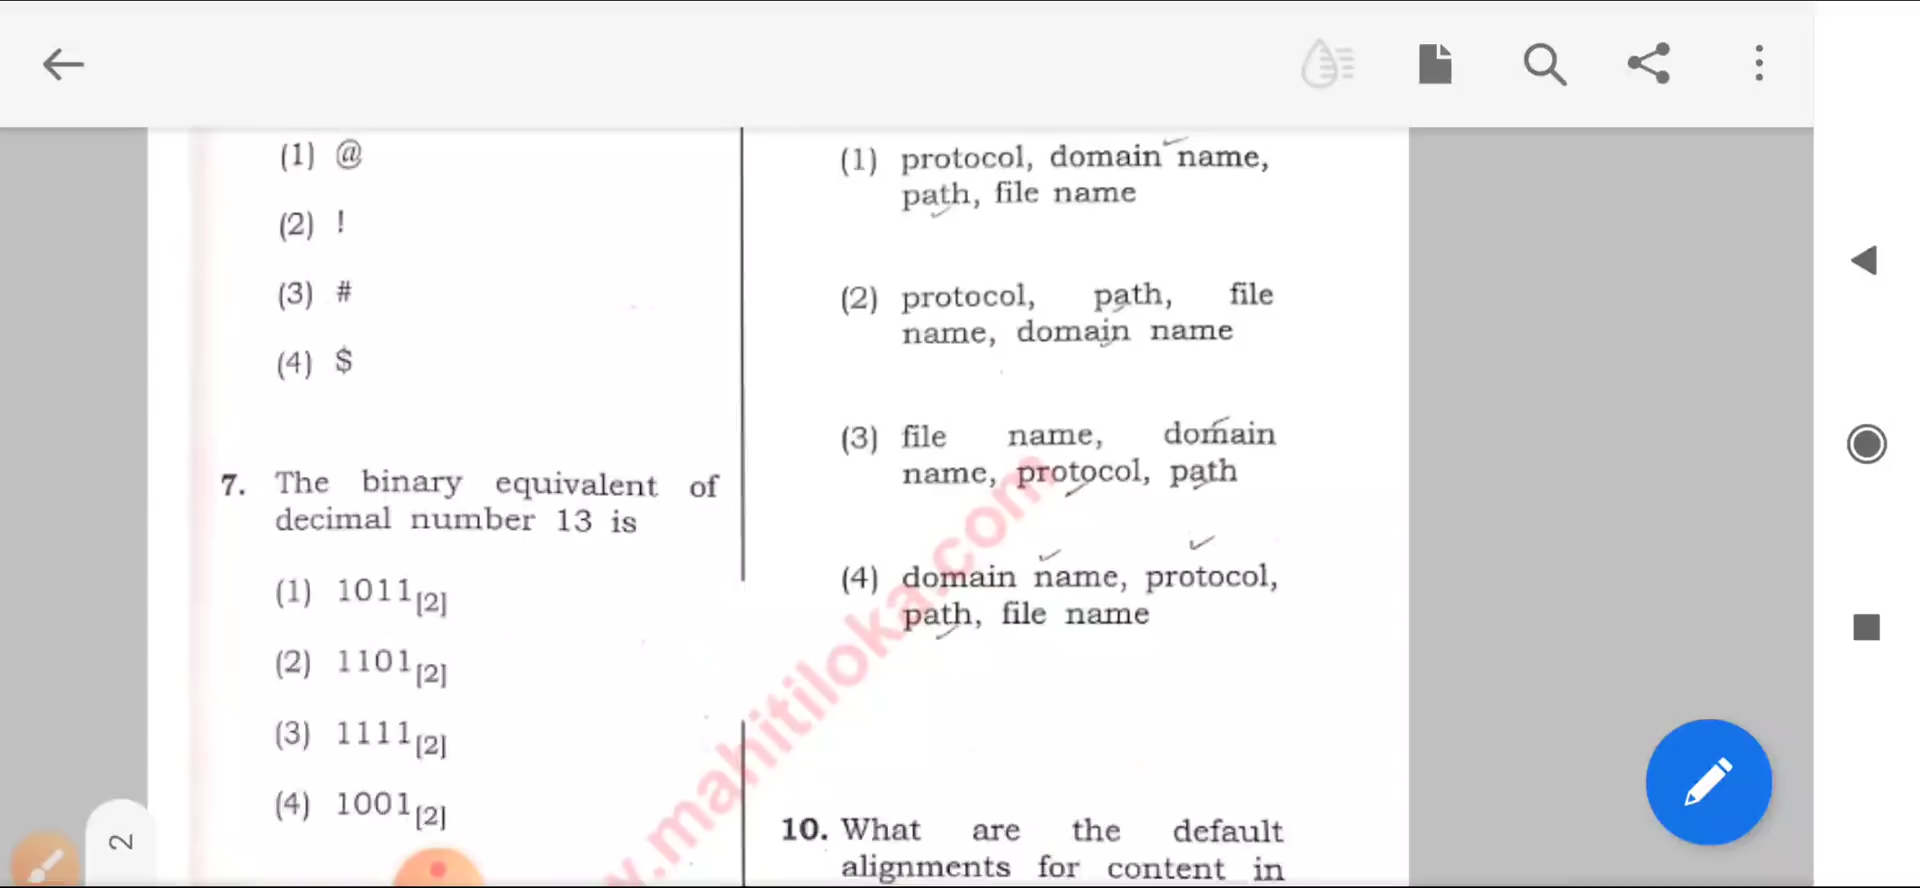 (1) @
(2) !
(3) #
(4) $
7. The binary equivalent of
decimal number 13 is
(1) 1011[2]
(2) 1101[2]
(3) 1111[2]
(4) 1001[2]
(1) protocol, domain name,
path, file name
(2) protocol, path, file
name, domain name
(3) file name, domain
name, protocol, path
(4) domain name, protocol,
path, file name
10. What are the default
alignments for content in
w.mahitiloka.com
2